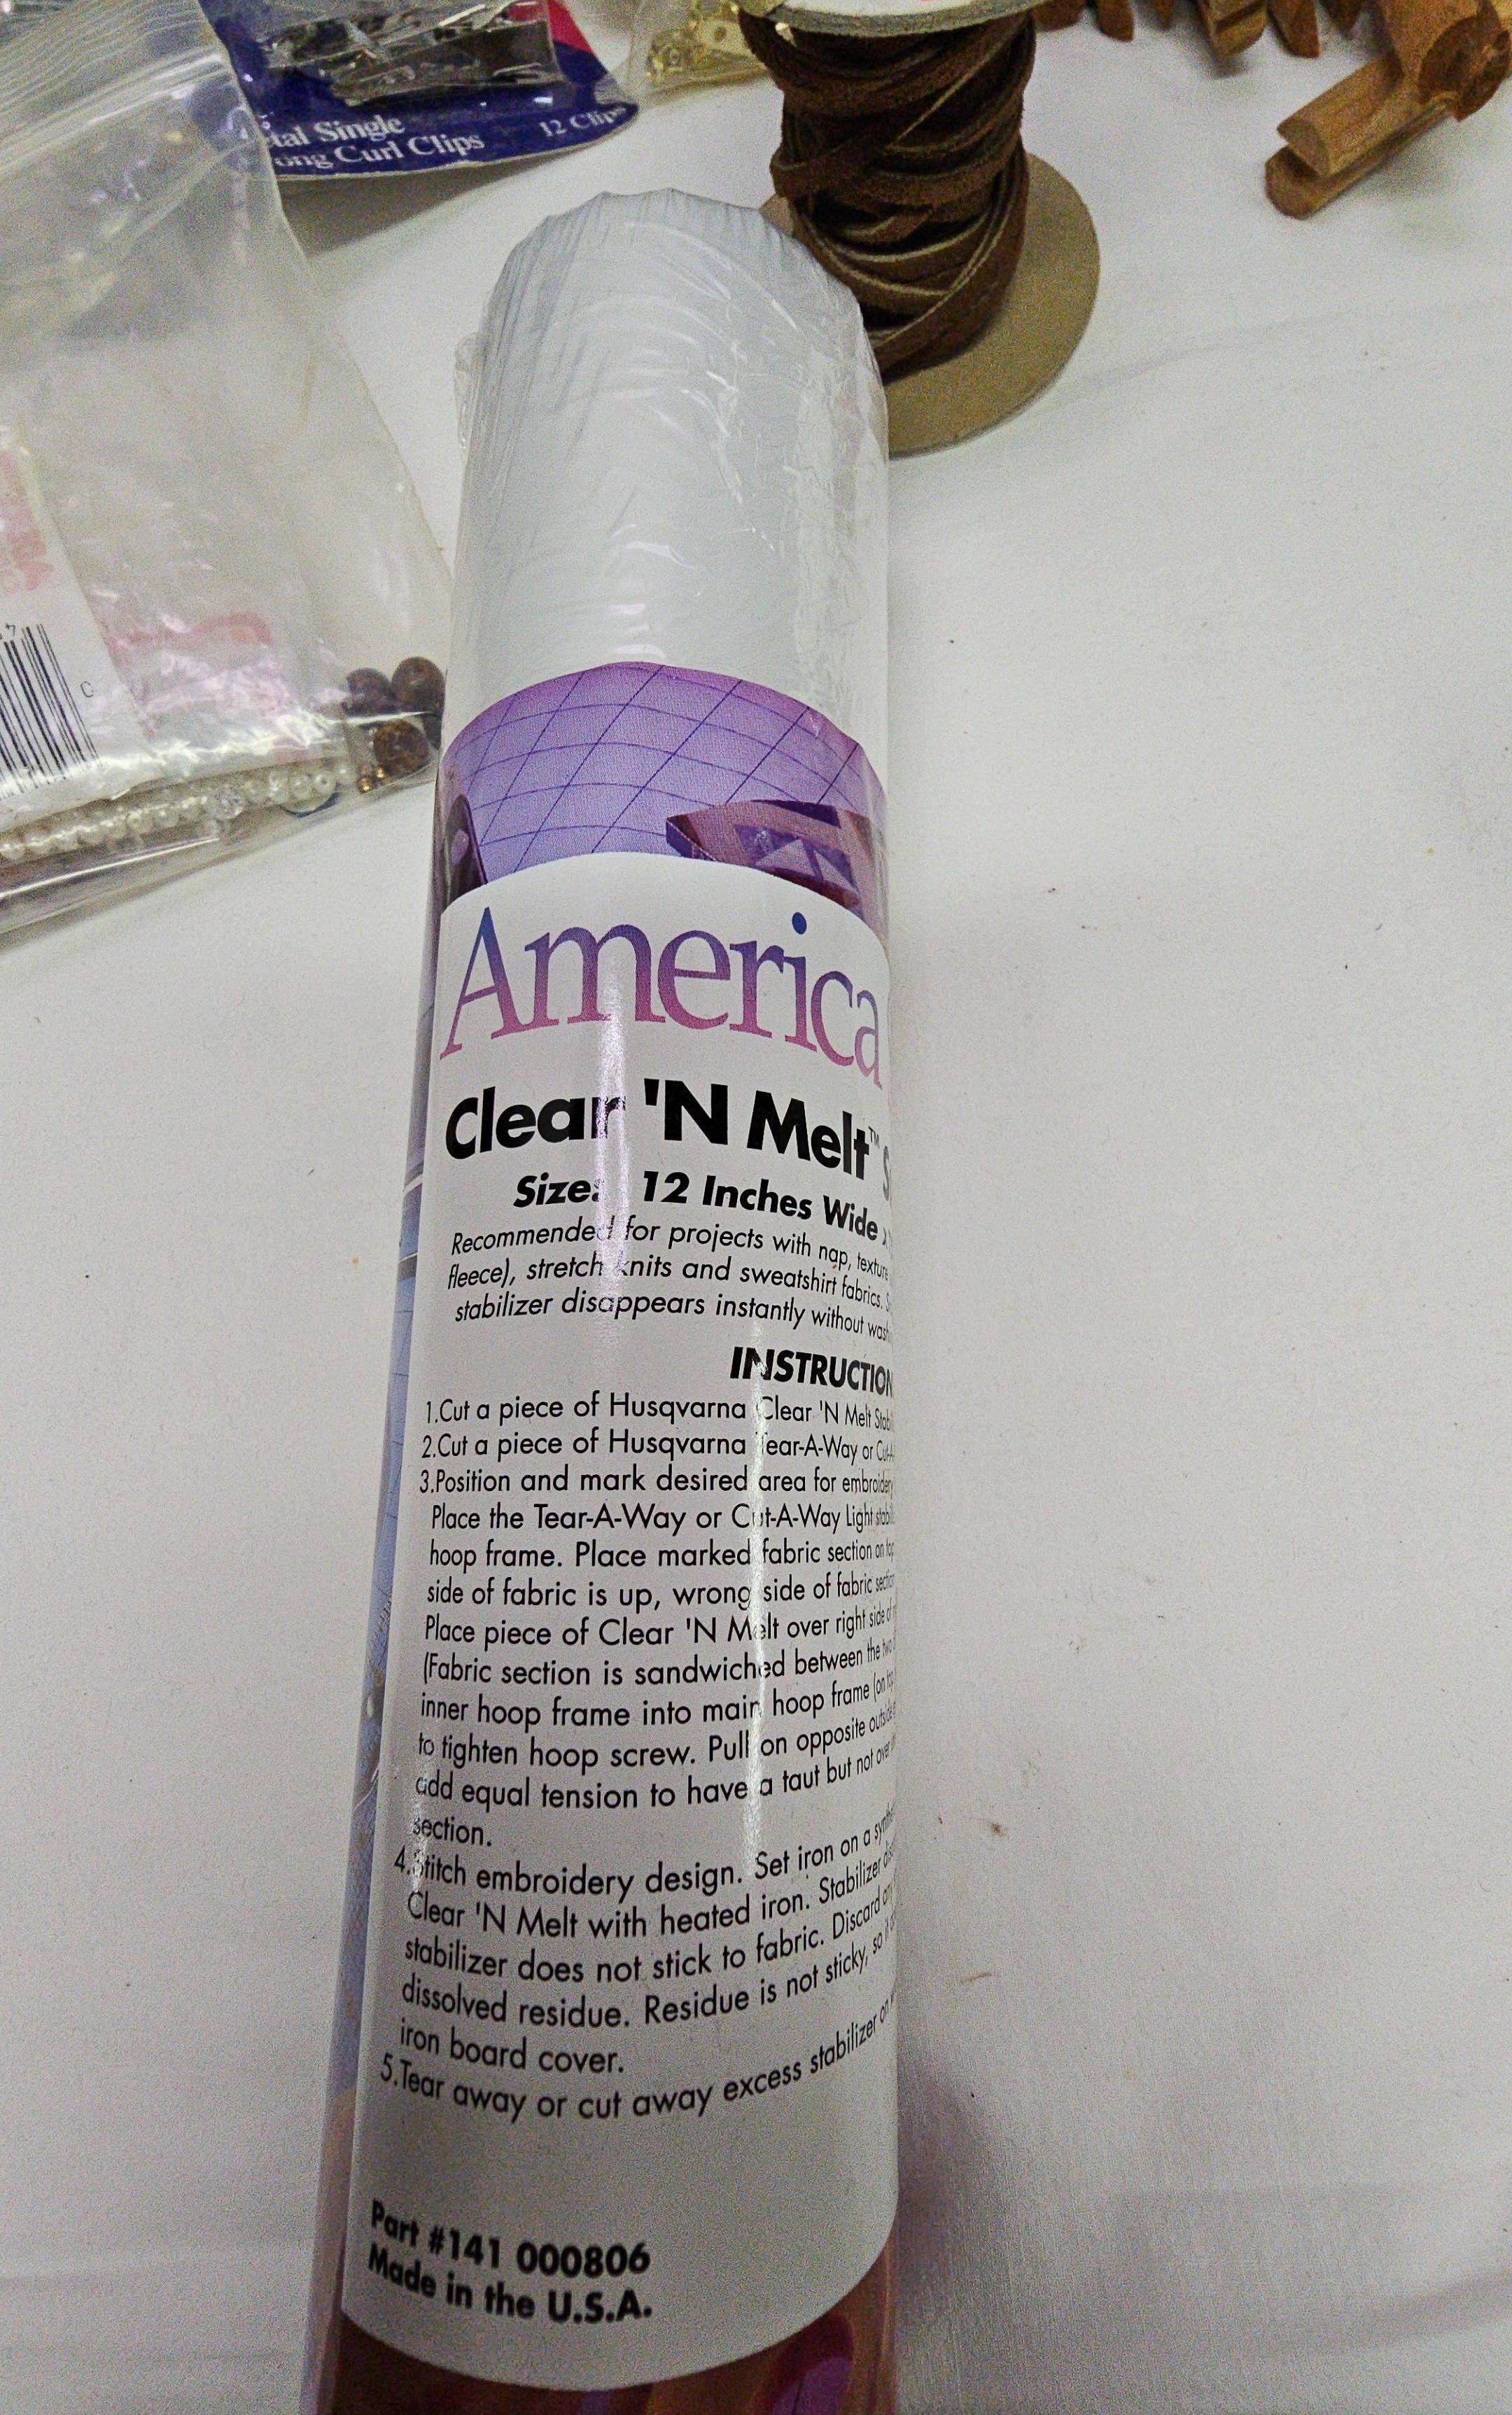 Single
Curl Clips
12 Clips
America
Clear 'N Melt™
Size: 12 Inches Wide
Recommended for projects with nap,
fleece), stretch knits and sweatshirt fabrics.
stabilizer disappears instantly without
INSTRUCTION
1.Cut a piece of Husqvarna Clear 'N Melt
2.Cut a piece of Husqvarna Tear-A-Way or
3.Position and mark desired area for embroidery
Place the Tear-A-Way or Cut-A-Way Light
hoop frame. Place marked fabric section on
side of fabric is up, wrong side of fabric
Place piece of Clear 'N Melt over right side of
(Fabric section is sandwiched between the two
inner hoop frame into main hoop frame (on
to tighten hoop screw. Pull on opposite
add equal tension to have a taut but not over
section.
4.Stitch embroidery design. Set iron on a
Clear 'N Melt with heated iron. Stabilizer
stabilizer does not stick to fabric. Discard
dissolved residue. Residue is not sticky, so
iron board cover.
5.Tear away or cut away excess stabilizer on
Part #141 000806
Made in the U.S.A.